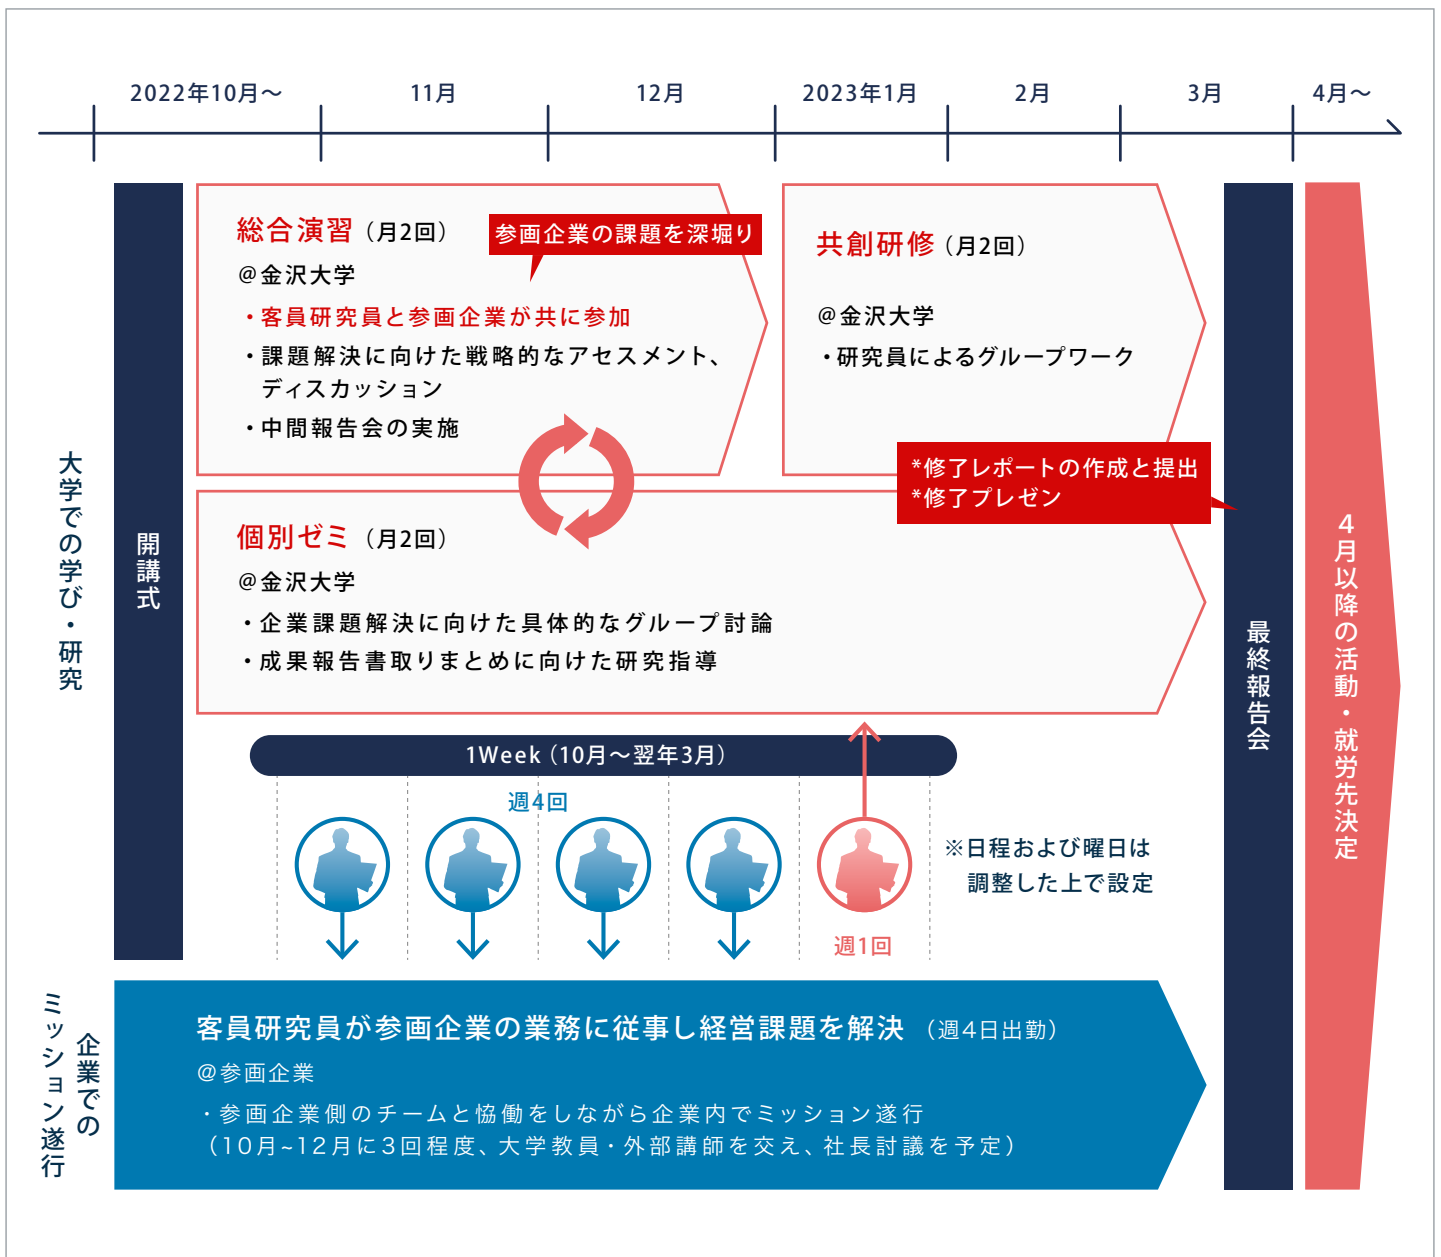 2022年10月～
11月
12月
2023年1月
2月
3月
4月～
大学での学び・研究
開講式
総合演習（月2回）
参画企業の課題を深堀り
＠金沢大学
・客員研究員と参画企業が共に参加
・課題解決に向けた戦略的なアセスメント、
ディスカッション
・中間報告会の実施
共創研修（月2回）
＠金沢大学
・研究員によるグループワーク
*修了レポートの作成と提出
*修了プレゼン
個別ゼミ（月2回）
＠金沢大学
・企業課題解決に向けた具体的なグループ討論
・成果報告書取りまとめに向けた研究指導
1Week（10月～翌年3月）
週4回
週1回
※日程および曜日は
調整した上で設定
最終報告会
4月以降の活動・就労先決定
企業での
ミッション遂行
客員研究員が参画企業の業務に従事し経営課題を解決（週4日出勤）
＠参画企業
・参画企業側のチームと恊働をしながら企業内でミッション遂行
（10月~12月に3回程度、大学教員・外部講師を交え、社長討議を予定）